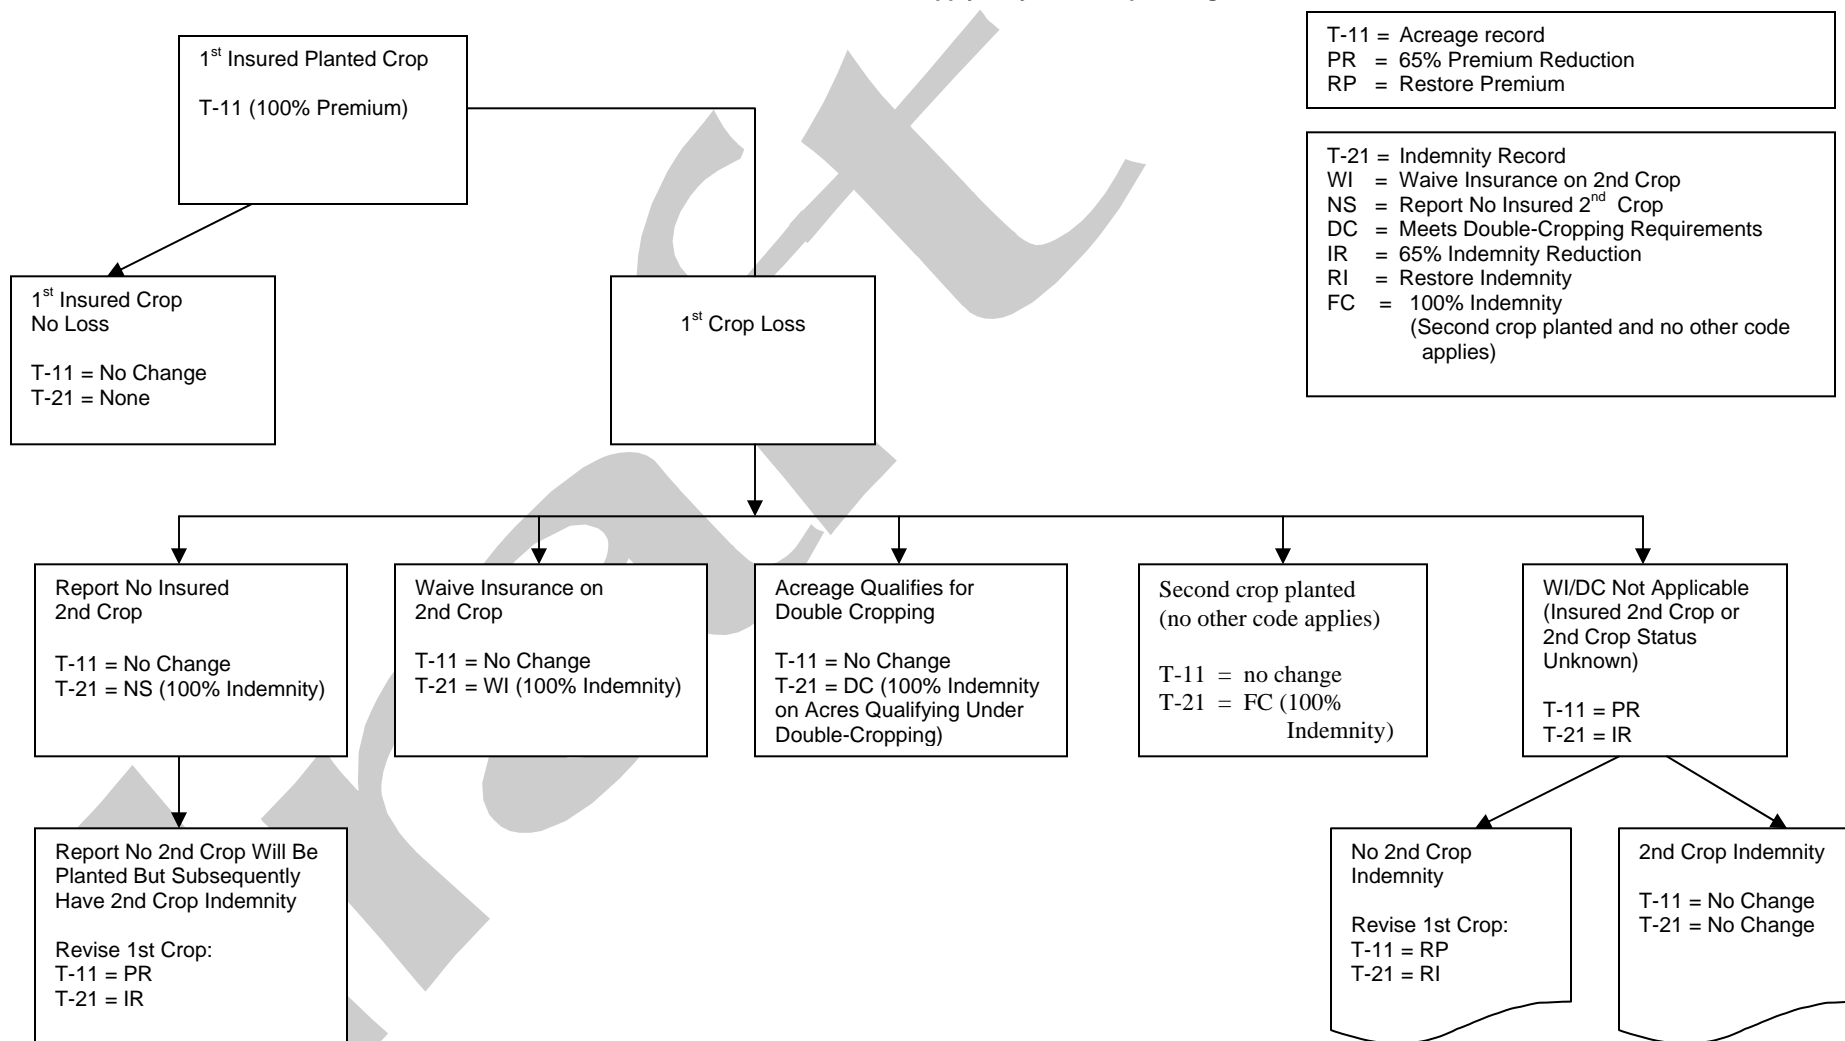 1st Insured Planted Crop
T-11 (100% Premium)
T-11 = Acreage record
PR = 65% Premium Reduction
RP = Restore Premium
T-21 = Indemnity Record
WI = Waive Insurance on 2nd Crop
NS = Report No Insured 2nd Crop
DC = Meets Double-Cropping Requirements
IR = 65% Indemnity Reduction
RI = Restore Indemnity
FC = 100% Indemnity
(Second crop planted and no other code
applies)
1st Insured Crop
No Loss
T-11 = No Change
T-21 = None
1st Crop Loss
Report No Insured
2nd Crop
T-11 = No Change
T-21 = NS (100% Indemnity)
Waive Insurance on
2nd Crop
T-11 = No Change
T-21 = WI (100% Indemnity)
Acreage Qualifies for
Double Cropping
T-11 = No Change
T-21 = DC (100% Indemnity
on Acres Qualifying Under
Double-Cropping)
Second crop planted
(no other code applies)
T-11 = no change
T-21 = FC (100%
Indemnity)
WI/DC Not Applicable
(Insured 2nd Crop or
2nd Crop Status
Unknown)
T-11 = PR
T-21 = IR
Report No 2nd Crop Will Be
Planted But Subsequently
Have 2nd Crop Indemnity
Revise 1st Crop:
T-11 = PR
T-21 = IR
No 2nd Crop
Indemnity
Revise 1st Crop:
T-11 = RP
T-21 = RI
2nd Crop Indemnity
T-11 = No Change
T-21 = No Change